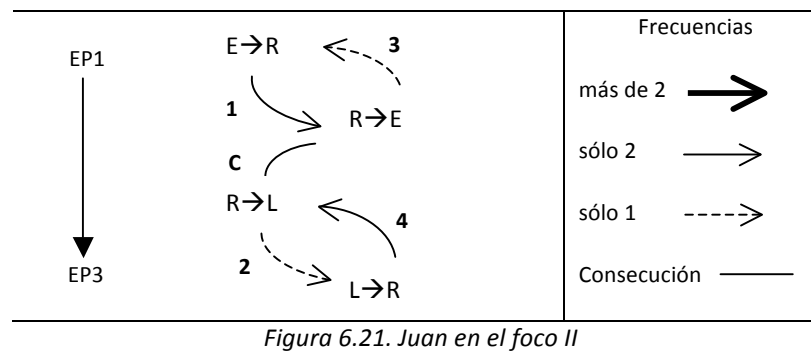 Frecuencias
EP1
E→R
3
más de 2
1
R→E
C
sólo 2
R→L
4
sólo 1
2
EP3
L→R
Consecución
Figura 6.21. Juan en el foco II